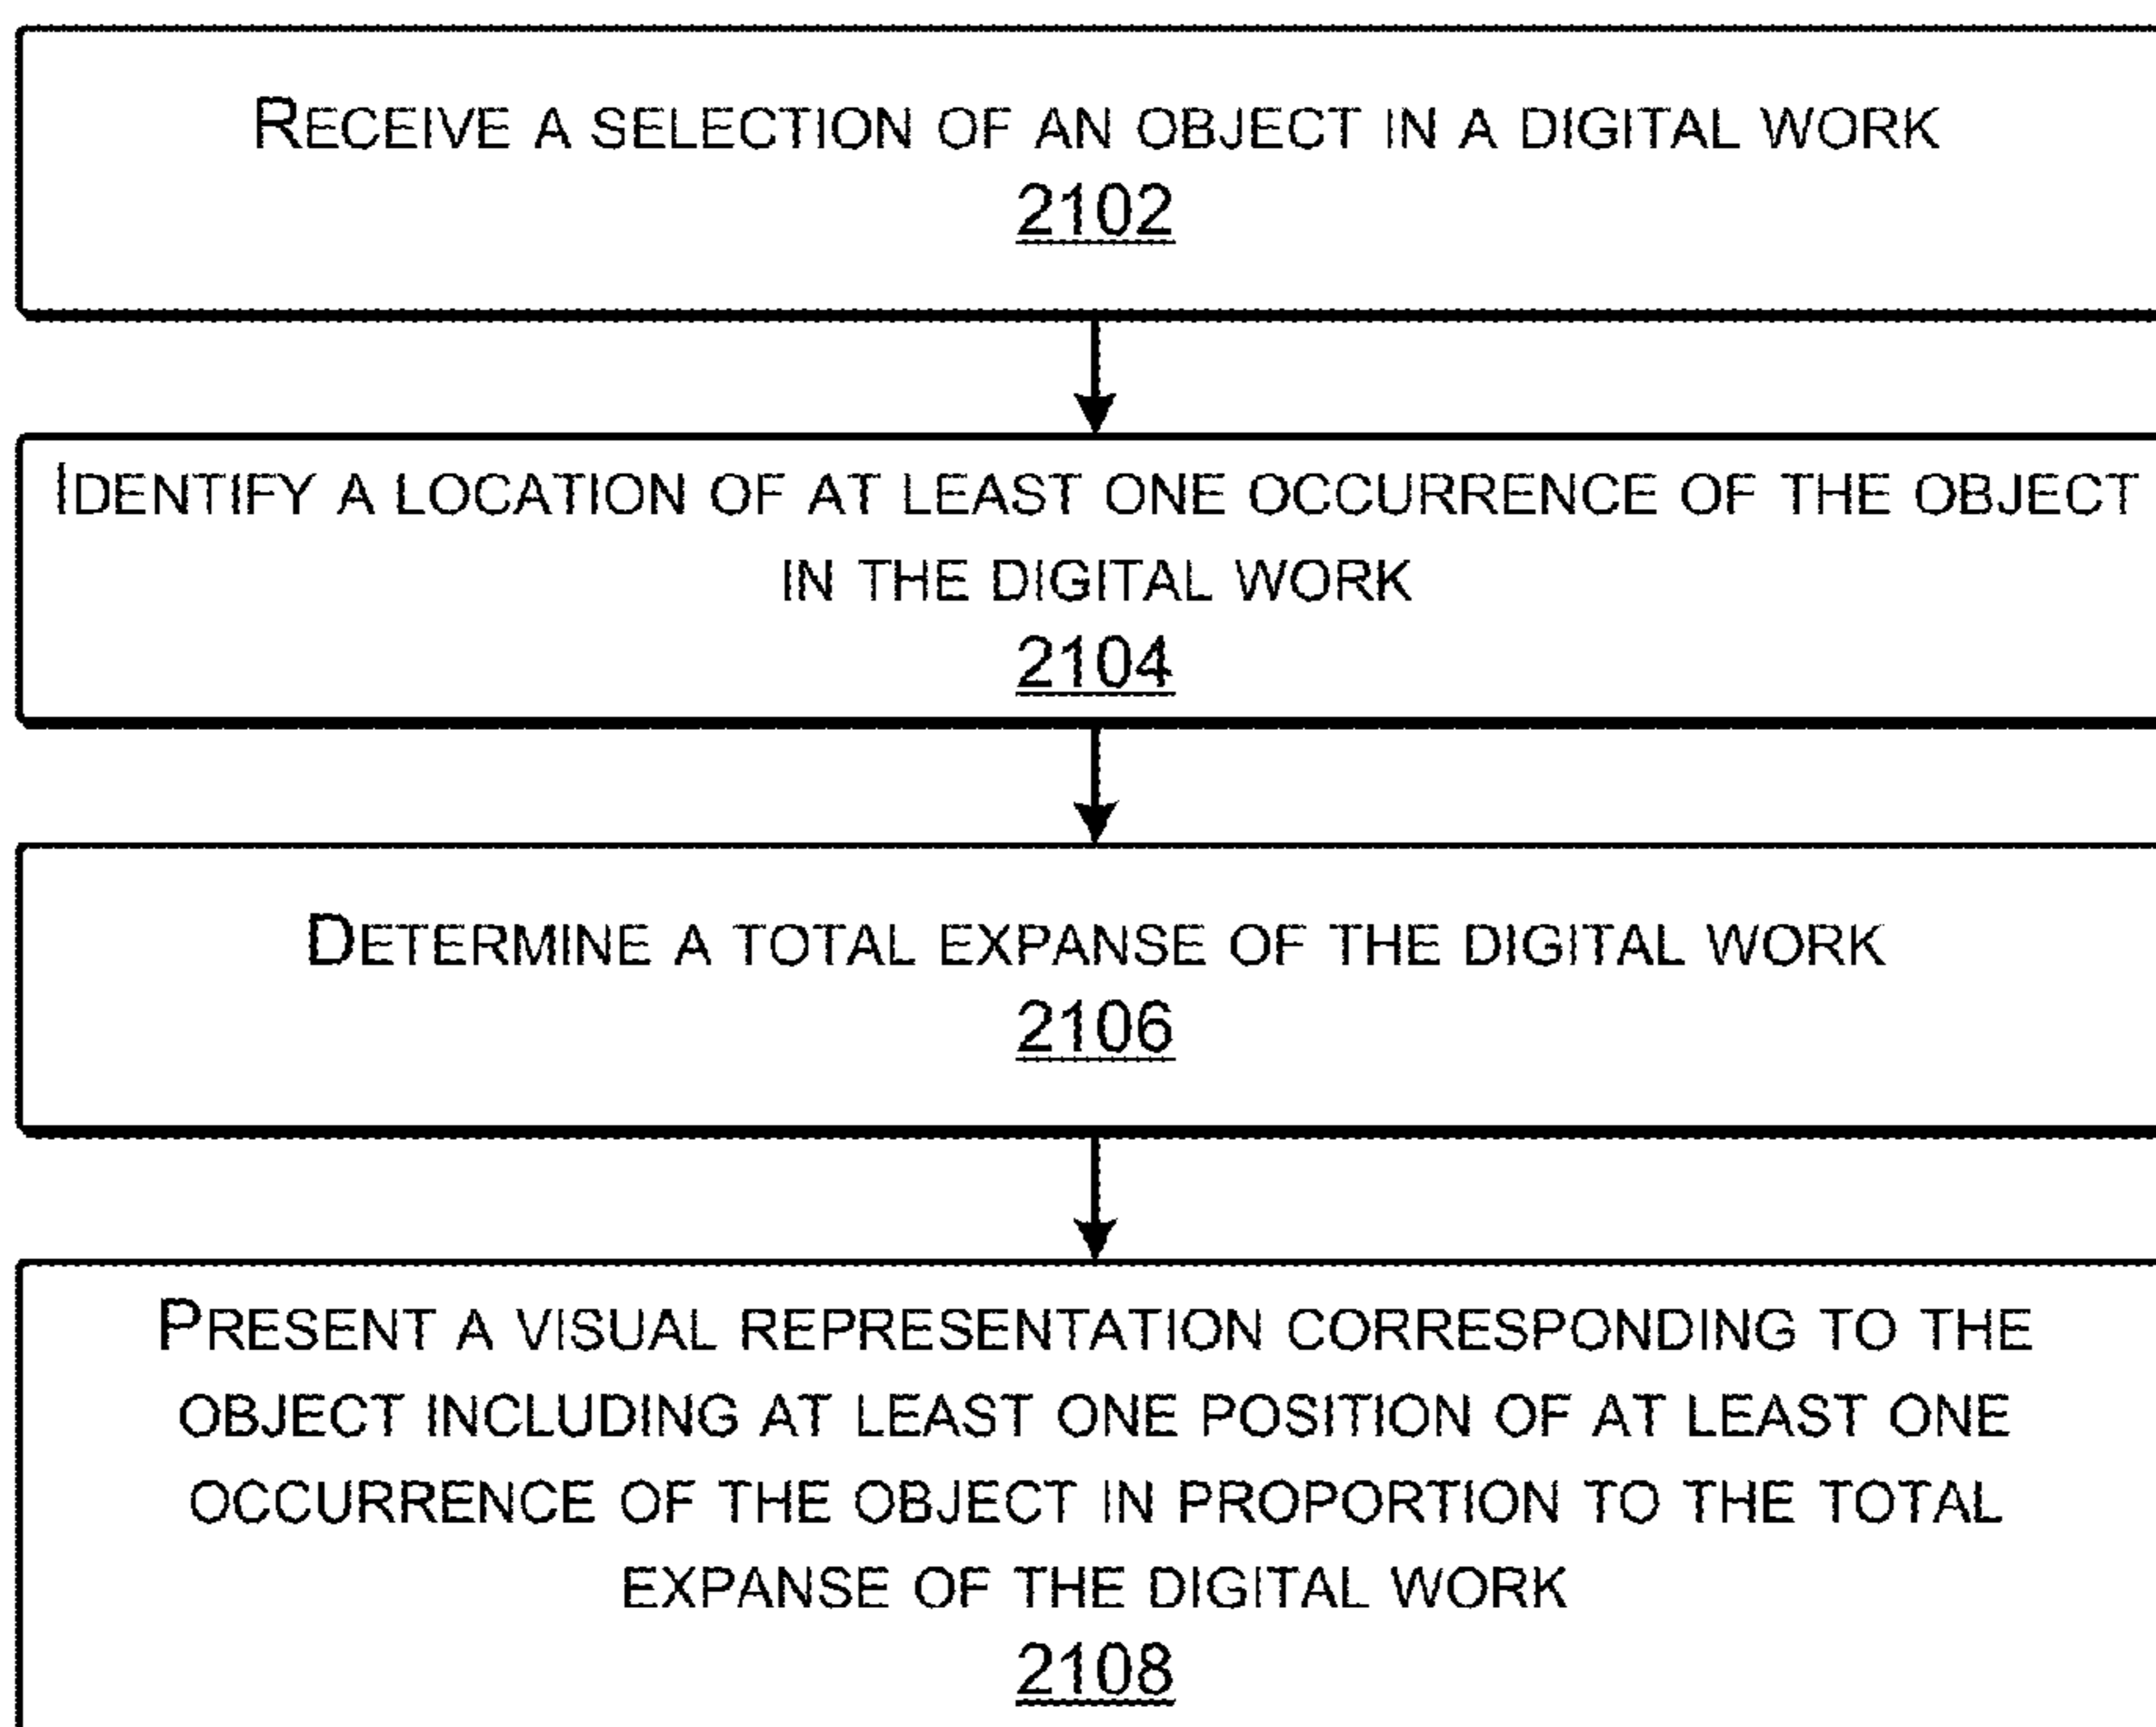 RECEIVE A SELECTION OF AN OBJECT IN A DIGITAL WORK
2102
IDENTIFY A LOCATION OF AT LEAST ONE OCCURRENCE OF THE OBJECT
IN THE DIGITAL WORK
2104
DETERMINE A TOTAL EXPANSE OF THE DIGITAL WORK
2106
PRESENT A VISUAL REPRESENTATION CORRESPONDING TO THE
OBJECT INCLUDING AT LEAST ONE POSITION OF AT LEAST ONE
OCCURRENCE OF THE OBJECT IN PROPORTION TO THE TOTAL
EXPANSE OF THE DIGITAL WORK
2108